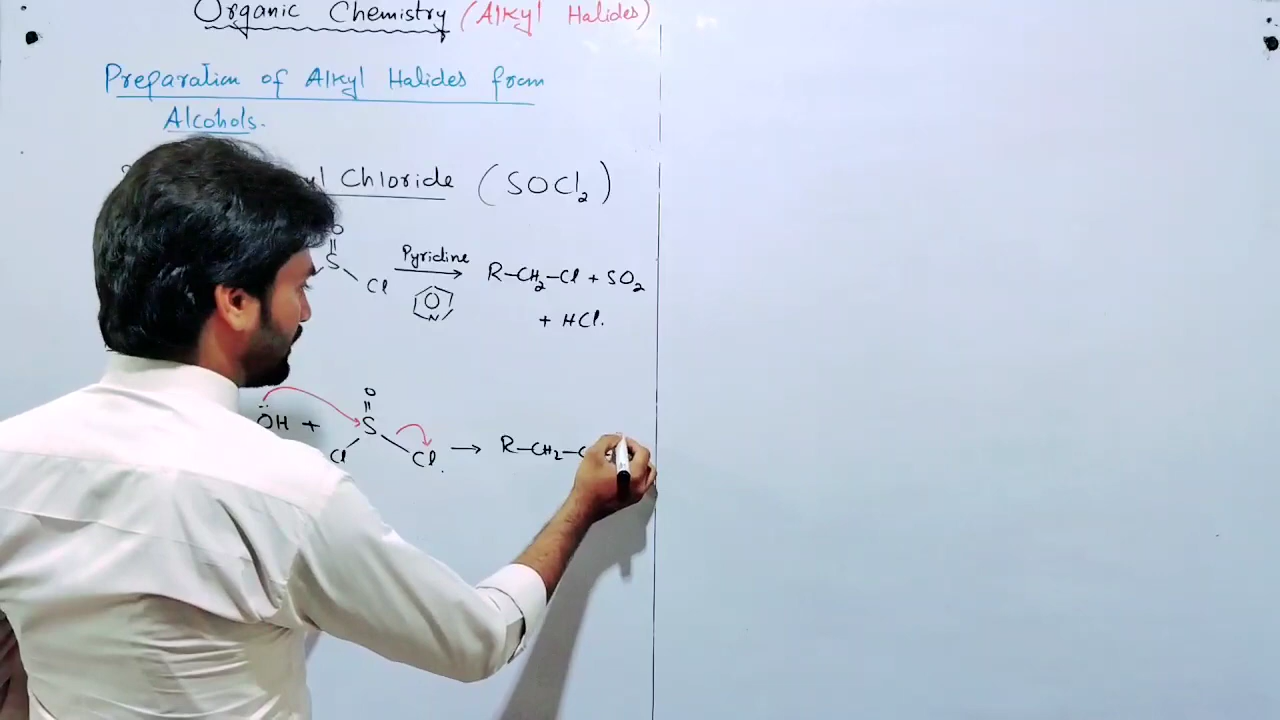 Organic Chemistry (Alkyl Halides)
Preparation of Alkyl Halides from
Alcohols.
Chloride (SOCl₂)
O
S
Cl
Pyridine
N
R-CH₂-Cl + SO₂
+ HCl.
O
ÖH +
S
Cl
Cl.
→ R-CH₂-